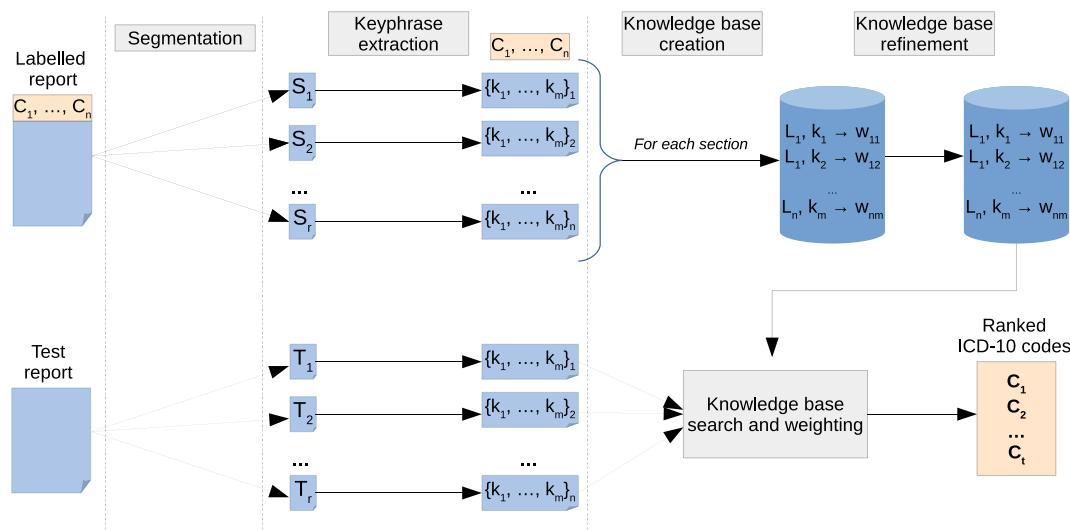 Segmentation
Keyphrase
extraction
Knowledge base
creation
Knowledge base
refinement
Labelled
report
C1, …, Cn
C1, …, Cn
S1
{k1, …, km}1
S2
{k1, …, km}2
...
...
Sr
{k1, …, km}n
For each section
L1, k1 → w11
L1, k2 → w12
...
Ln, km → wnm
L1, k1 → w11
L1, k2 → w12
...
Ln, km → wnm
Test
report
T1
{k1, …, km}1
T2
{k1, …, km}2
...
...
Tr
{k1, …, km}n
Knowledge base
search and weighting
Ranked
ICD-10 codes
C1
C2
...
Ct